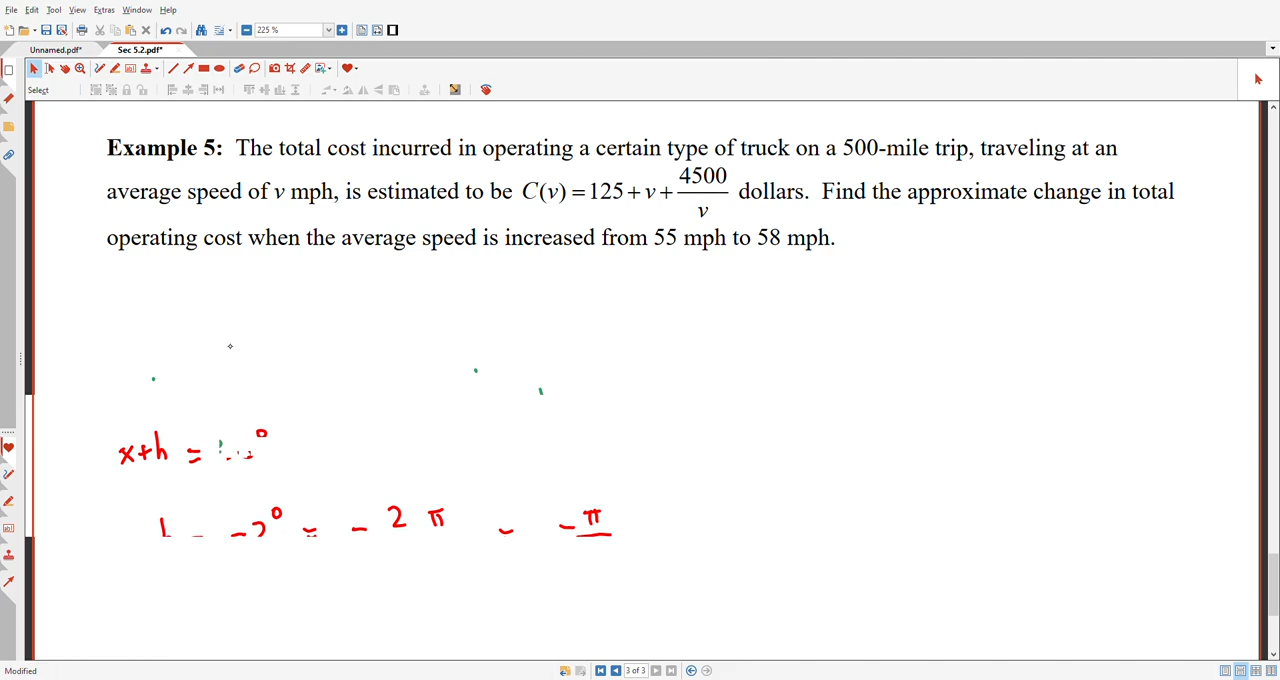 File Edit Tool View Extras Window Help
225 %
Unnamed.pdf* Sec 5.2.pdf*
Select
Example 5: The total cost incurred in operating a certain type of truck on a 500-mile trip, traveling at an
average speed of v mph, is estimated to be C(v) = 125 + v + 4500/v dollars. Find the approximate change in total
operating cost when the average speed is increased from 55 mph to 58 mph.
x+h =
-2° = - 2 π - -π
Modified
3 of 3